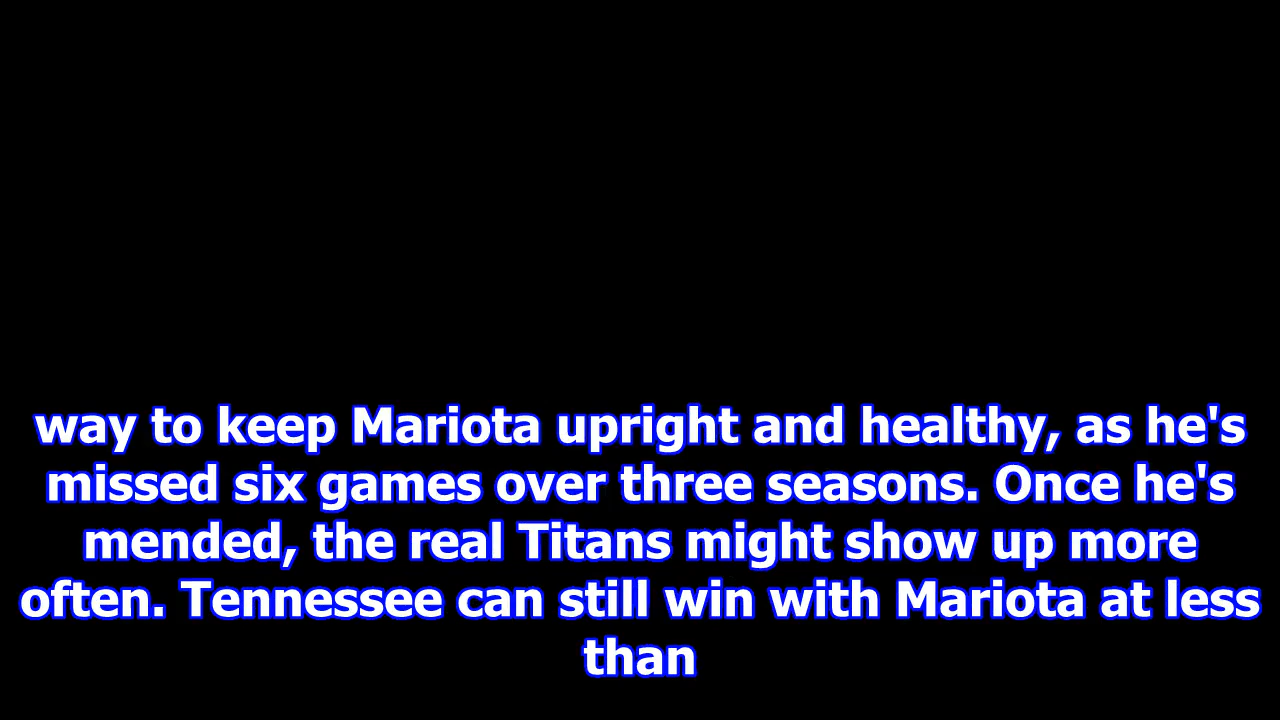 way to keep Mariota upright and healthy, as he's
missed six games over three seasons. Once he's
mended, the real Titans might show up more
often. Tennessee can still win with Mariota at less
than